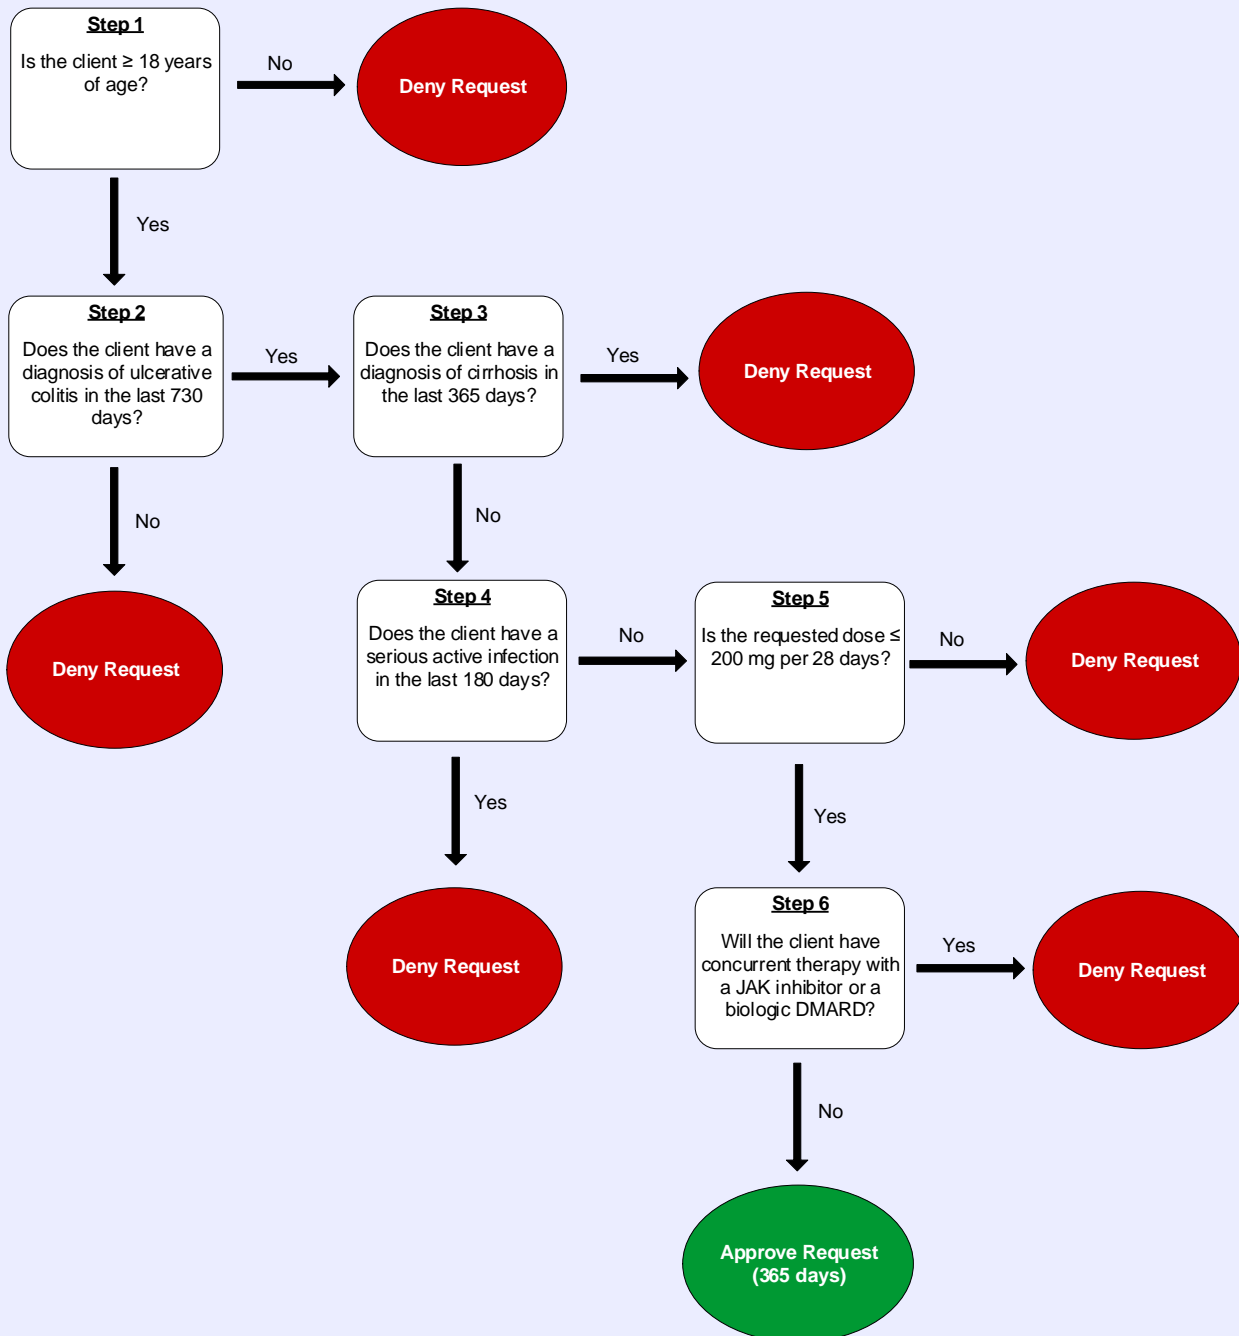 Step 1
Is the client ≥ 18 years
of age?
No
Deny Request
Yes
Step 2
Does the client have a
diagnosis of ulcerative
colitis in the last 730
days?
Yes
Step 3
Does the client have a
diagnosis of cirrhosis in
the last 365 days?
Yes
Deny Request
No
Deny Request
No
Step 4
Does the client have a
serious active infection
in the last 180 days?
No
Step 5
Is the requested dose ≤
200 mg per 28 days?
No
Deny Request
Yes
Deny Request
Yes
Step 6
Will the client have
concurrent therapy with
a JAK inhibitor or a
biologic DMARD?
Yes
Deny Request
No
Approve Request
(365 days)